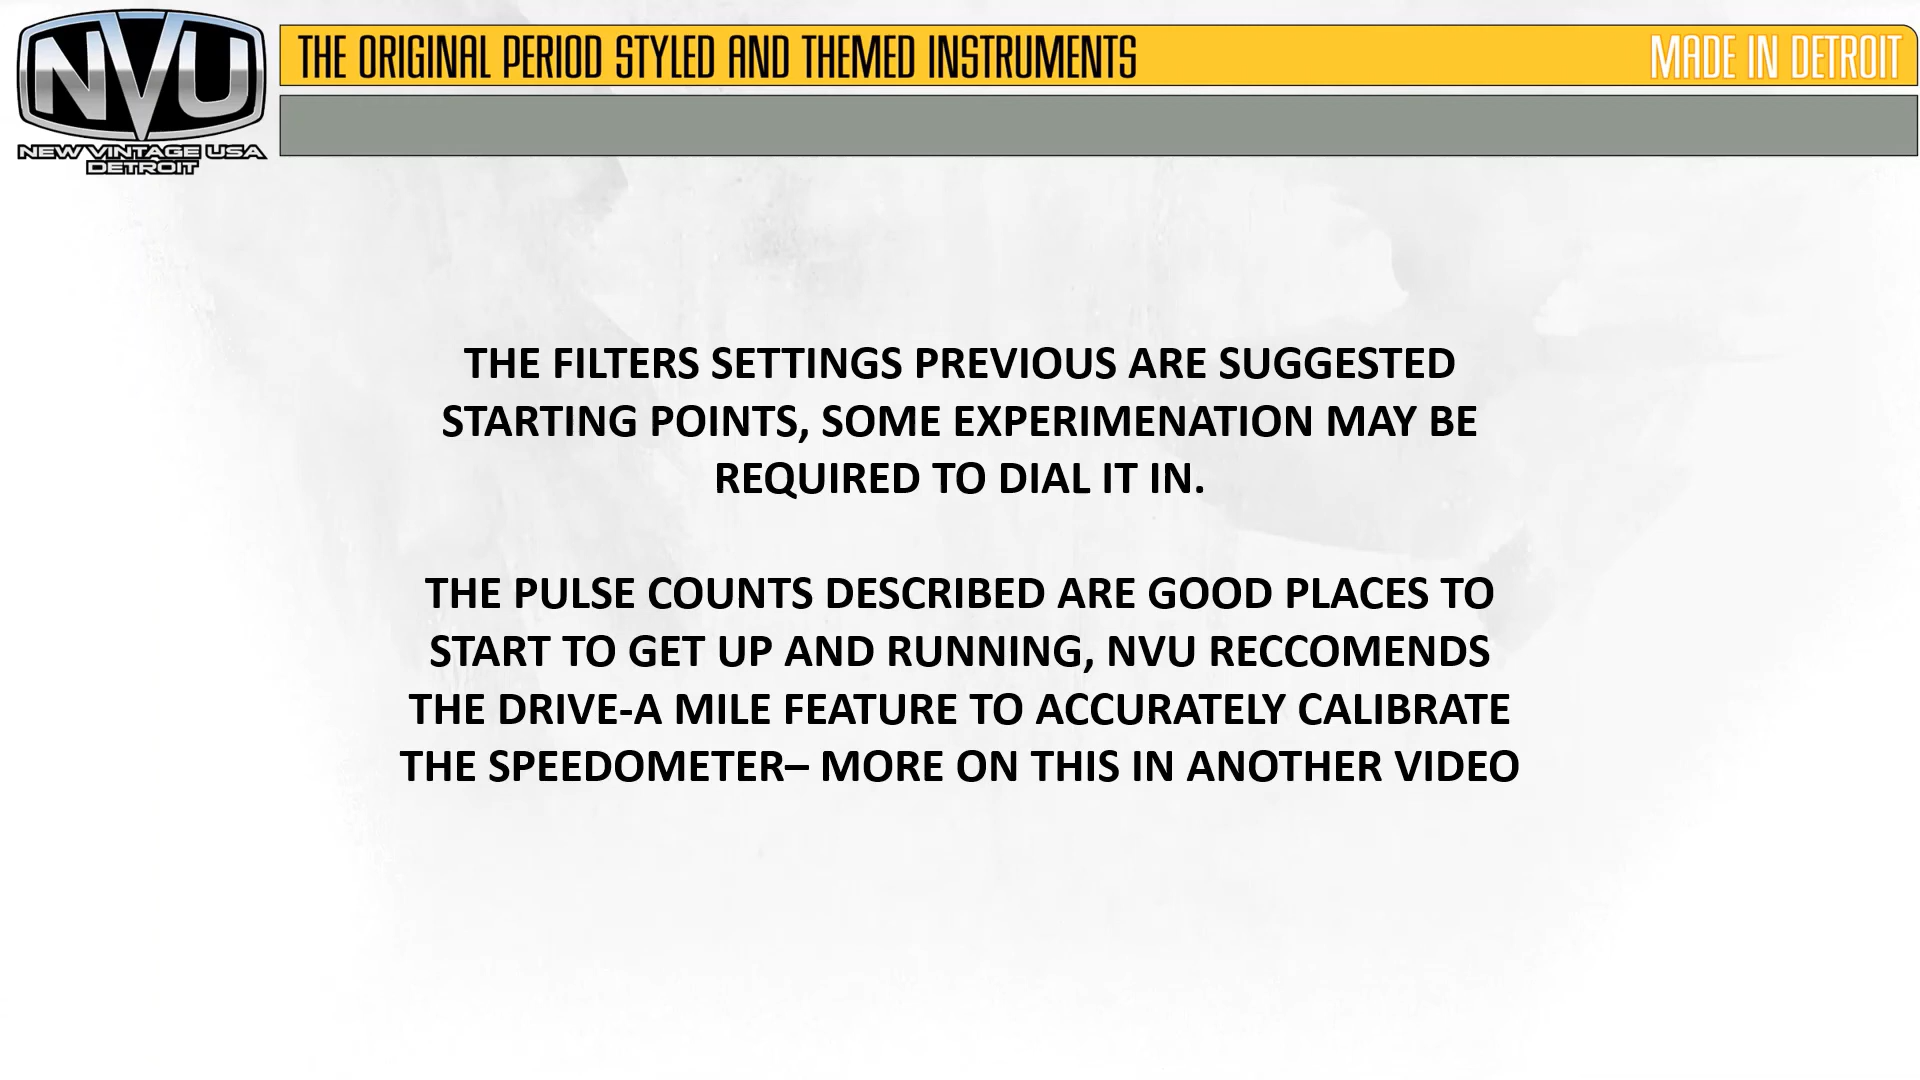 NVU
NEW VINTAGE USA
DETROIT
THE ORIGINAL PERIOD STYLED AND THEMED INSTRUMENTS
MADE IN DETROIT
THE FILTERS SETTINGS PREVIOUS ARE SUGGESTED
STARTING POINTS, SOME EXPERIMENATION MAY BE
REQUIRED TO DIAL IT IN.
THE PULSE COUNTS DESCRIBED ARE GOOD PLACES TO
START TO GET UP AND RUNNING, NVU RECCOMENDS
THE DRIVE-A MILE FEATURE TO ACCURATELY CALIBRATE
THE SPEEDOMETER– MORE ON THIS IN ANOTHER VIDEO